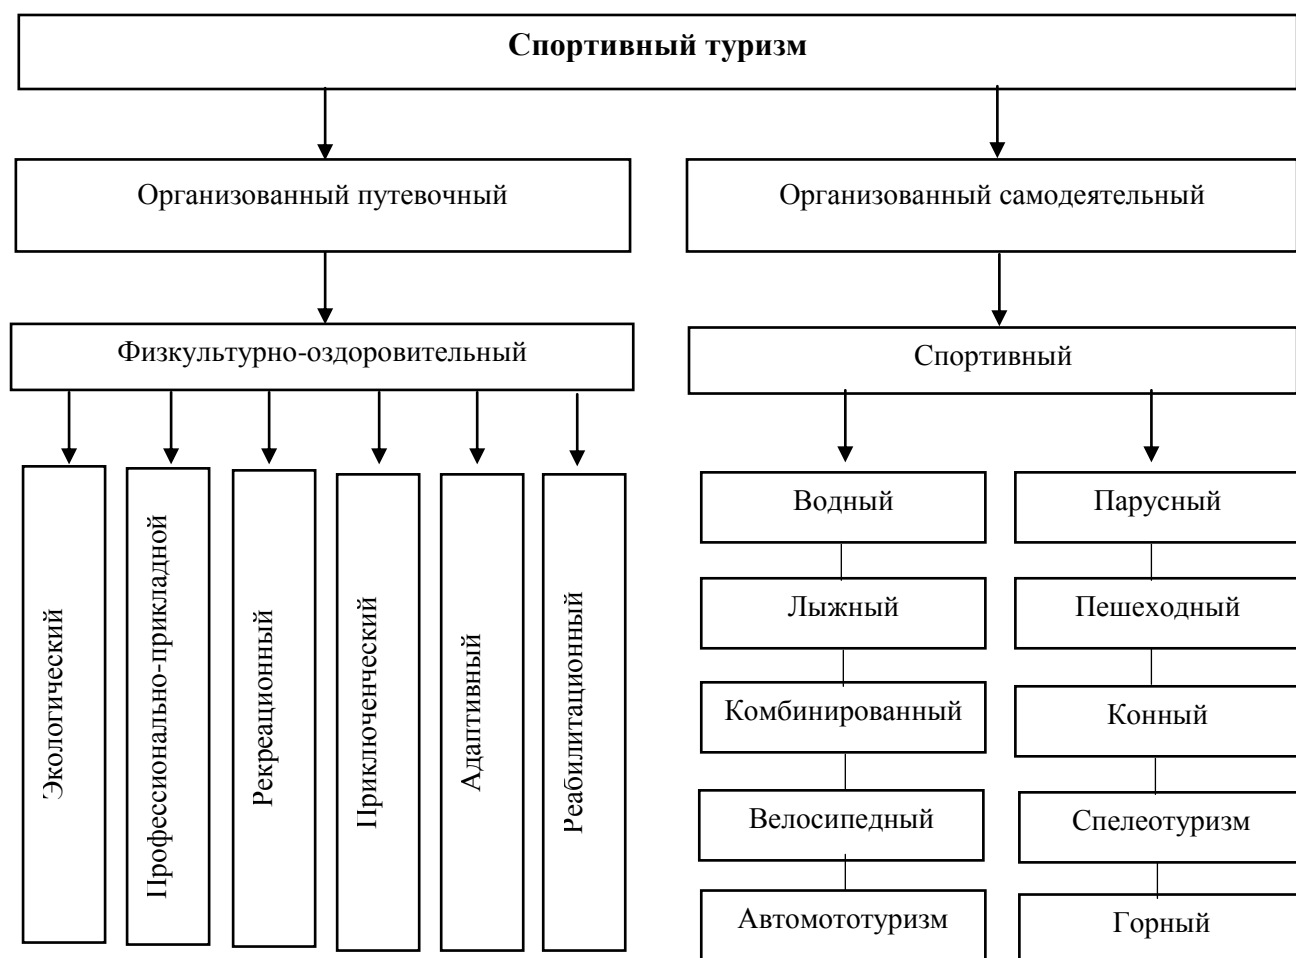 Спортивный туризм
Организованный путевочный
Организованный самодеятельный
Физкультурно-оздоровительный
Спортивный
Экологический
Профессионально-прикладной
Рекреационный
Приключенческий
Адаптивный
Реабилитационный
Водный
Парусный
Лыжный
Пешеходный
Комбинированный
Конный
Велосипедный
Спелеотуризм
Автомототуризм
Горный